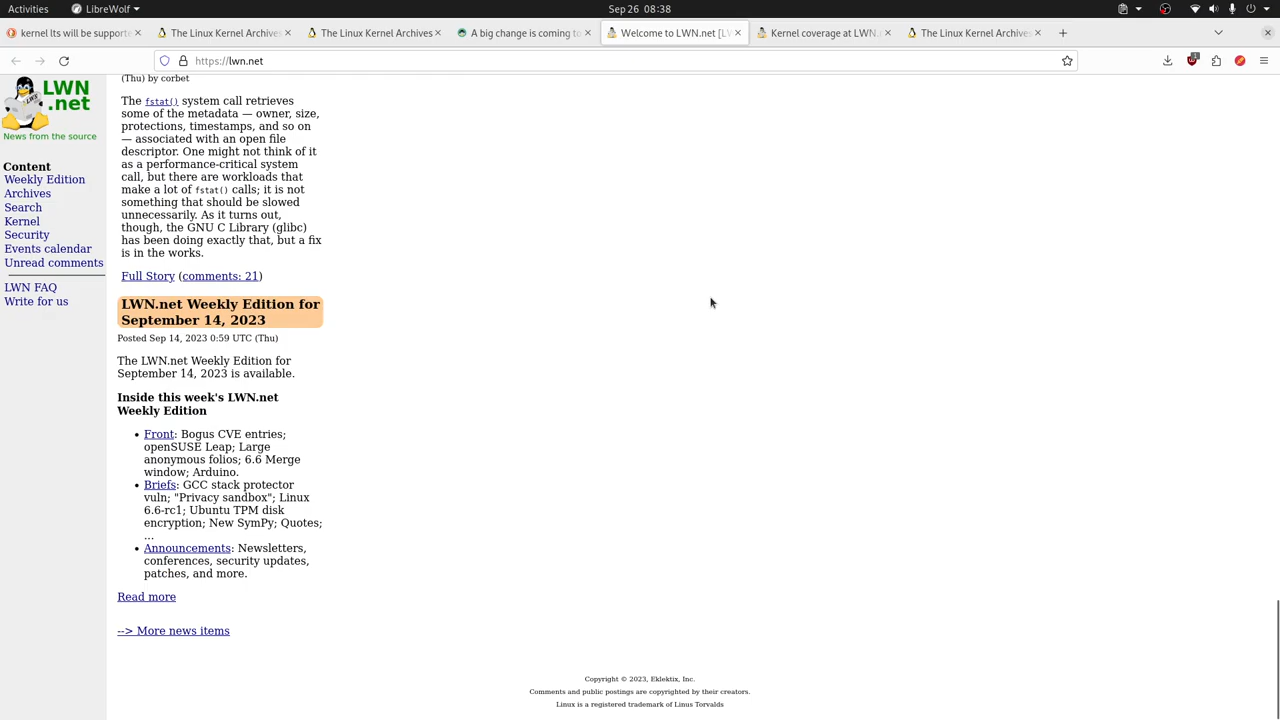 Activities
LibreWolf
Sep 26 08:38
kernel lts will be supporte
The Linux Kernel Archives
The Linux Kernel Archives
A big change is coming to
Welcome to LWN.net [LW
Kernel coverage at LWN.
The Linux Kernel Archives
https://lwn.net
1
LWN
.net
News from the source
Content
Weekly Edition
Archives
Search
Kernel
Security
Events calendar
Unread comments
LWN FAQ
Write for us
(Thu) by corbet
The fstat() system call retrieves
some of the metadata — owner, size,
protections, timestamps, and so on
— associated with an open file
descriptor. One might not think of it
as a performance-critical system
call, but there are workloads that
make a lot of fstat() calls; it is not
something that should be slowed
unnecessarily. As it turns out,
though, the GNU C Library (glibc)
has been doing exactly that, but a fix
is in the works.
Full Story (comments: 21)
LWN.net Weekly Edition for
September 14, 2023
Posted Sep 14, 2023 0:59 UTC (Thu)
The LWN.net Weekly Edition for
September 14, 2023 is available.
Inside this week's LWN.net
Weekly Edition
• Front: Bogus CVE entries;
openSUSE Leap; Large
anonymous folios; 6.6 Merge
window; Arduino.
• Briefs: GCC stack protector
vuln; "Privacy sandbox"; Linux
6.6-rc1; Ubuntu TPM disk
encryption; New SymPy; Quotes;
...
• Announcements: Newsletters,
conferences, security updates,
patches, and more.
Read more
--> More news items
Copyright © 2023, Eklektix, Inc.
Comments and public postings are copyrighted by their creators.
Linux is a registered trademark of Linus Torvalds